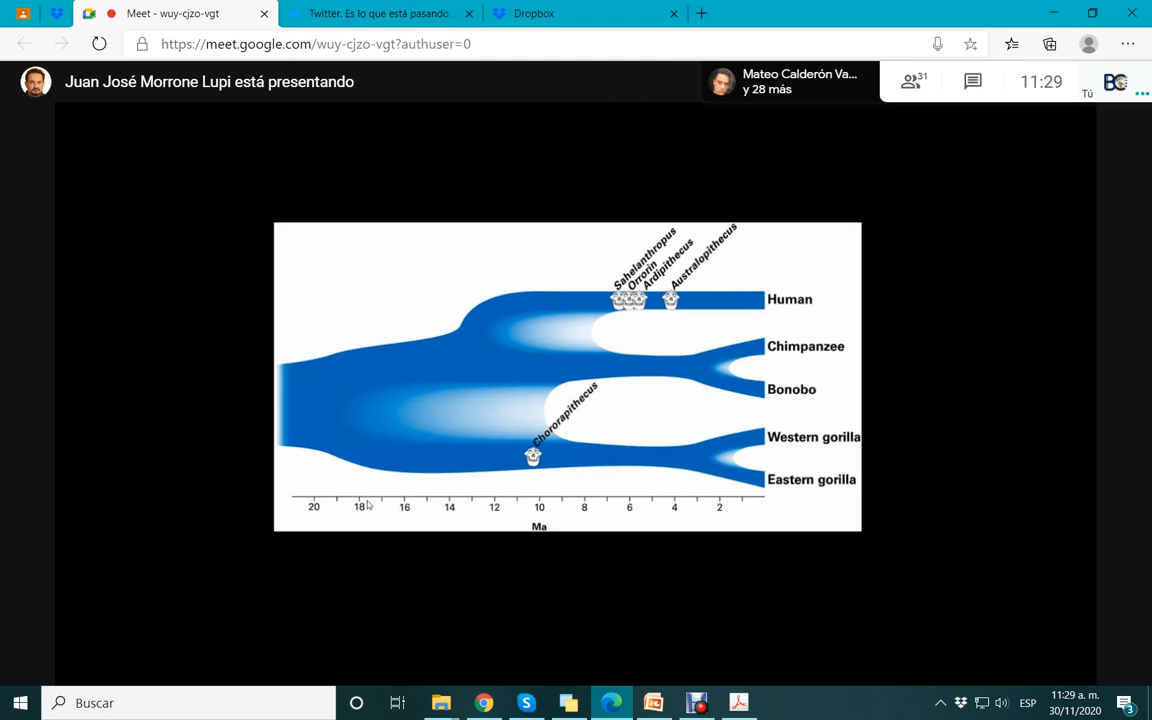 Meet - wuy-cjzo-vgt
Twitter. Es lo que está pasando.
Dropbox
https://meet.google.com/wuy-cjzo-vgt?authuser=0
Juan José Morrone Lupi está presentando
Mateo Calderón Va...
y 28 más
31
11:29
Tú
BC
Sahelanthropus
Orrorin
Ardipithecus
Australopithecus
Human
Chimpanzee
Bonobo
Chororapithecus
Western gorilla
Eastern gorilla
20 18 16 14 12 10 8 6 4 2
Ma
Buscar
ESP
11:29 a. m.
30/11/2020
3